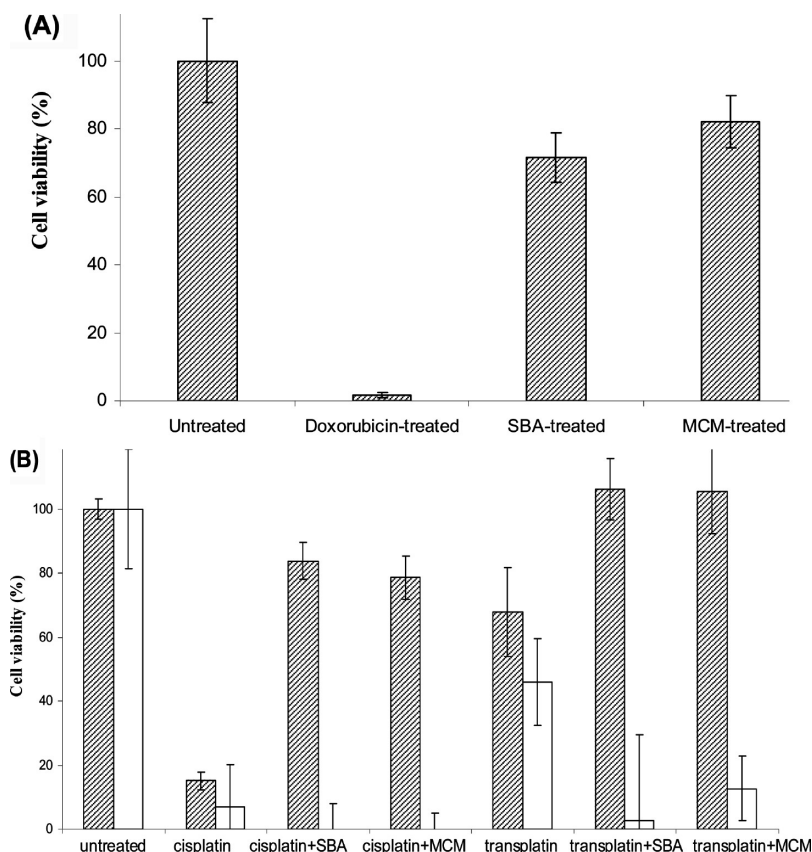 (A)
Cell viability (%)
100
80
60
40
20
0
Untreated Doxorubicin-treated SBA-treated MCM-treated
(B)
Cell viability (%)
100
80
60
40
20
0
untreated cisplatin cisplatin+SBA cisplatin+MCM transplatin transplatin+SBA transplatin+MCM